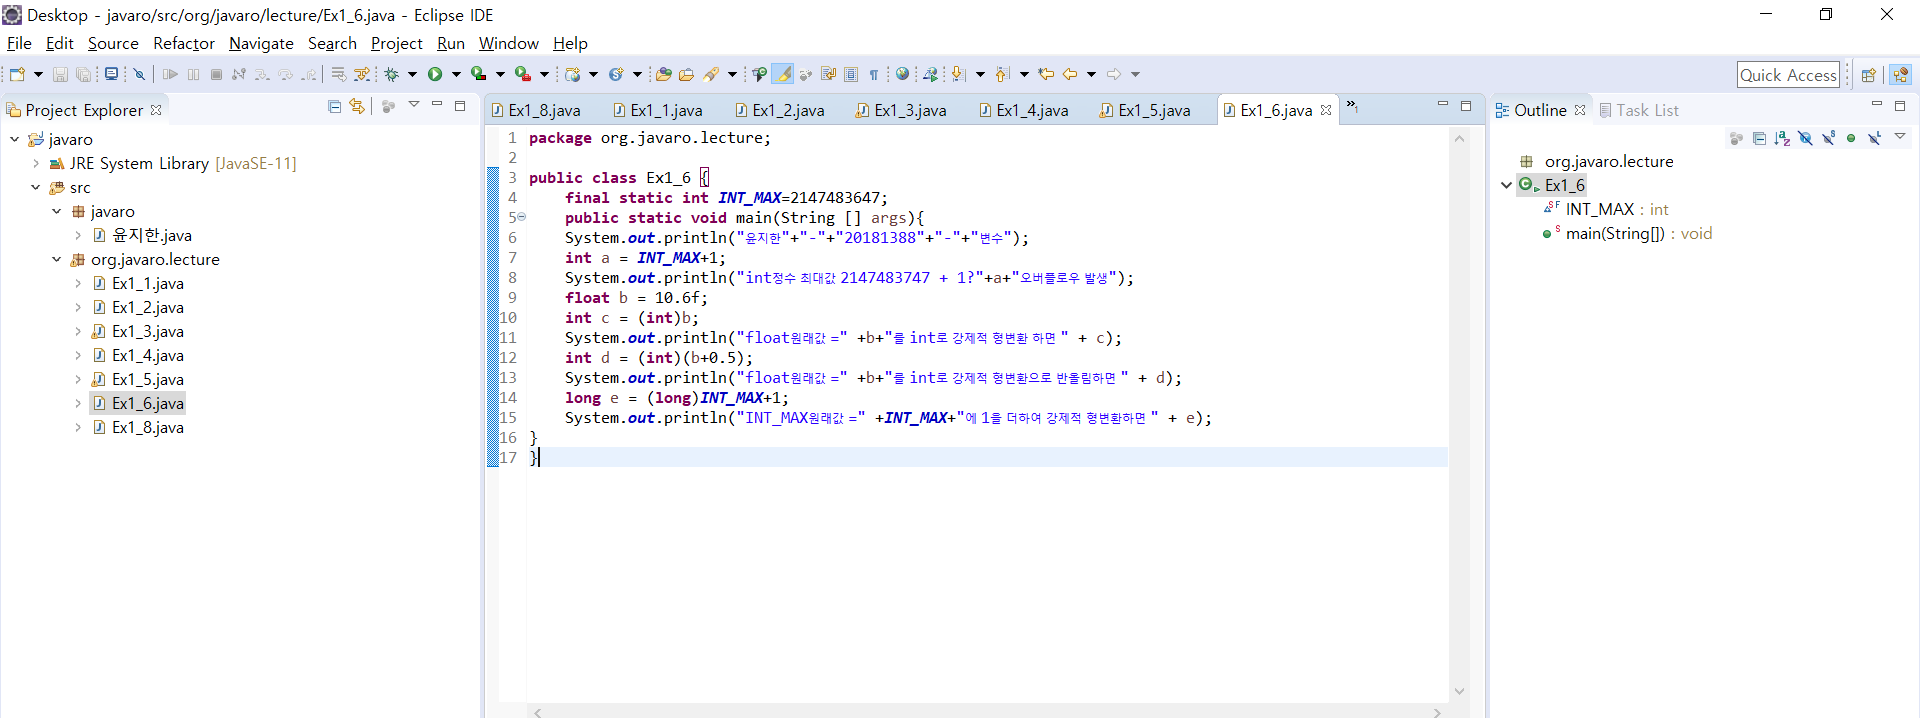 Desktop - javaro/src/org/javaro/lecture/Ex1_6.java - Eclipse IDE
File Edit Source Refactor Navigate Search Project Run Window Help
Quick Access
Project Explorer
javaro
JRE System Library [JavaSE-11]
src
javaro
윤지한.java
org.javaro.lecture
Ex1_1.java
Ex1_2.java
Ex1_3.java
Ex1_4.java
Ex1_5.java
Ex1_6.java
Ex1_8.java
Ex1_8.java Ex1_1.java Ex1_2.java Ex1_3.java Ex1_4.java Ex1_5.java Ex1_6.java »1
1 package org.javaro.lecture;
2
3 public class Ex1_6 {
4 final static int INT_MAX=2147483647;
5 public static void main(String [] args){
6 System.out.println("윤지한"+"-"+"20181388"+"-"+"변수");
7 int a = INT_MAX+1;
8 System.out.println("int정수 최대값 2147483747 + 1?"+a+"오버플로우 발생");
9 float b = 10.6f;
10 int c = (int)b;
11 System.out.println("float원래값 =" +b+"를 int로 강제적 형변환 하면 " + c);
12 int d = (int)(b+0.5);
13 System.out.println("float원래값 =" +b+"를 int로 강제적 형변환으로 반올림하면 " + d);
14 long e = (long)INT_MAX+1;
15 System.out.println("INT_MAX원래값 =" +INT_MAX+"에 1을 더하여 강제적 형변환하면 " + e);
16 }
17 }
Outline Task List
org.javaro.lecture
Ex1_6
INT_MAX : int
main(String[]) : void